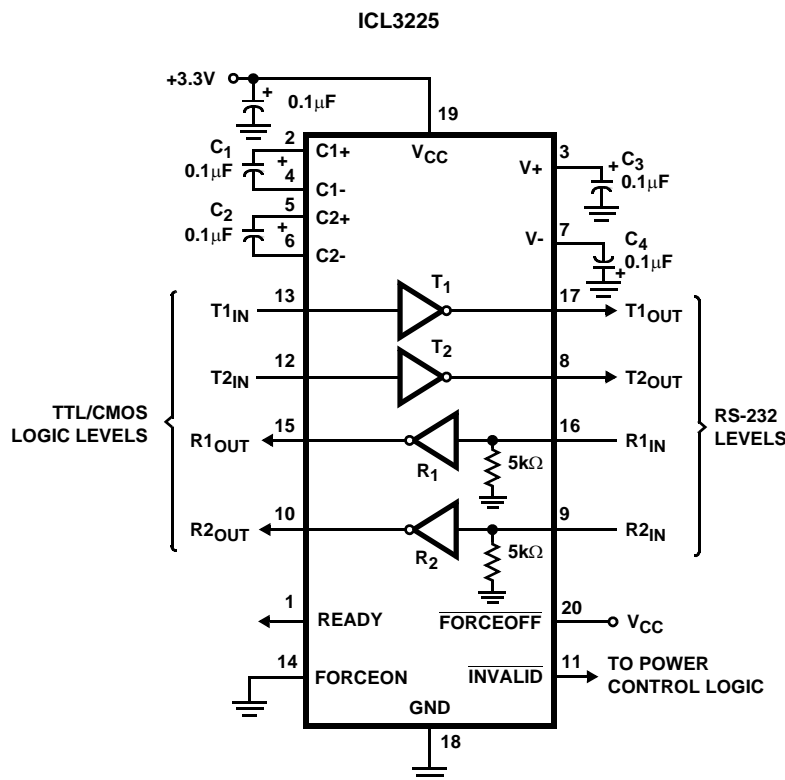 ICL3225
+3.3V
+
0.1μF
19
2
C1
0.1μF
+
4
C1+
C1-
VCC
3
V+
+
C3
0.1μF
5
C2
0.1μF
+
6
C2+
C2-
7
V-
C4
0.1μF
+
T1IN
13
T1
17
T1OUT
T2IN
12
T2
8
T2OUT
TTL/CMOS
LOGIC LEVELS
RS-232
LEVELS
R1OUT
15
R1
5kΩ
16
R1IN
R2OUT
10
R2
5kΩ
9
R2IN
1
READY
FORCEOFF
20
VCC
14
FORCEON
INVALID
11
TO POWER
CONTROL LOGIC
GND
18